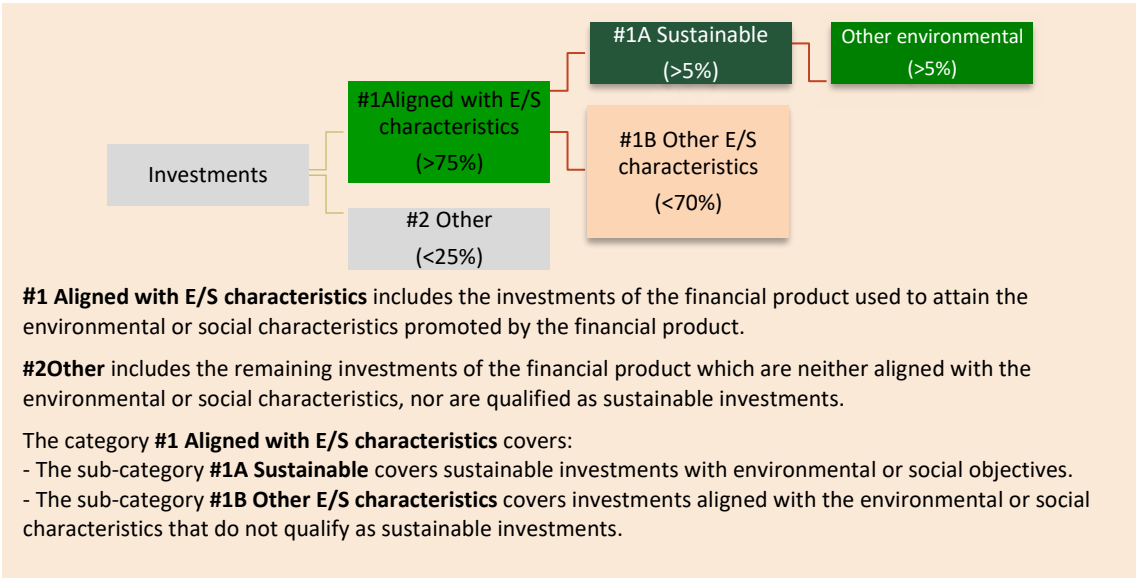 #1A Sustainable
(>5%)
Other environmental
(>5%)
#1Aligned with E/S
characteristics
(>75%)
#1B Other E/S
characteristics
(<70%)
Investments
#2 Other
(<25%)
#1 Aligned with E/S characteristics includes the investments of the financial product used to attain the
environmental or social characteristics promoted by the financial product.
#2Other includes the remaining investments of the financial product which are neither aligned with the
environmental or social characteristics, nor are qualified as sustainable investments.
The category #1 Aligned with E/S characteristics covers:
- The sub-category #1A Sustainable covers sustainable investments with environmental or social objectives.
- The sub-category #1B Other E/S characteristics covers investments aligned with the environmental or social
characteristics that do not qualify as sustainable investments.